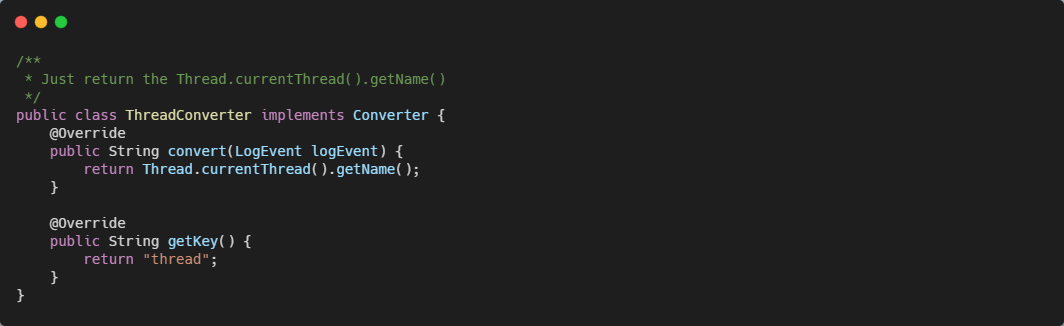 /**
 * Just return the Thread.currentThread().getName()
 */
public class ThreadConverter implements Converter {
    @Override
    public String convert(LogEvent logEvent) {
        return Thread.currentThread().getName();
    }

    @Override
    public String getKey() {
        return "thread";
    }
}